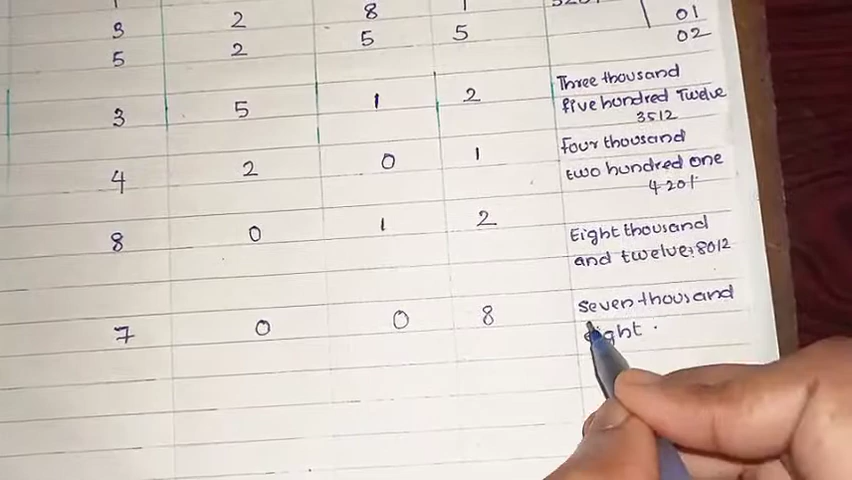 3 2 8 1
01
5 2 5 5
02
3 5 1 2
Three thousand
five hundred Twelve
3512
4 2 0 1
four thousand
two hundred one
4201
8 0 1 2
Eight thousand
and twelve:8012
7 0 0 8
seven thousand
eight